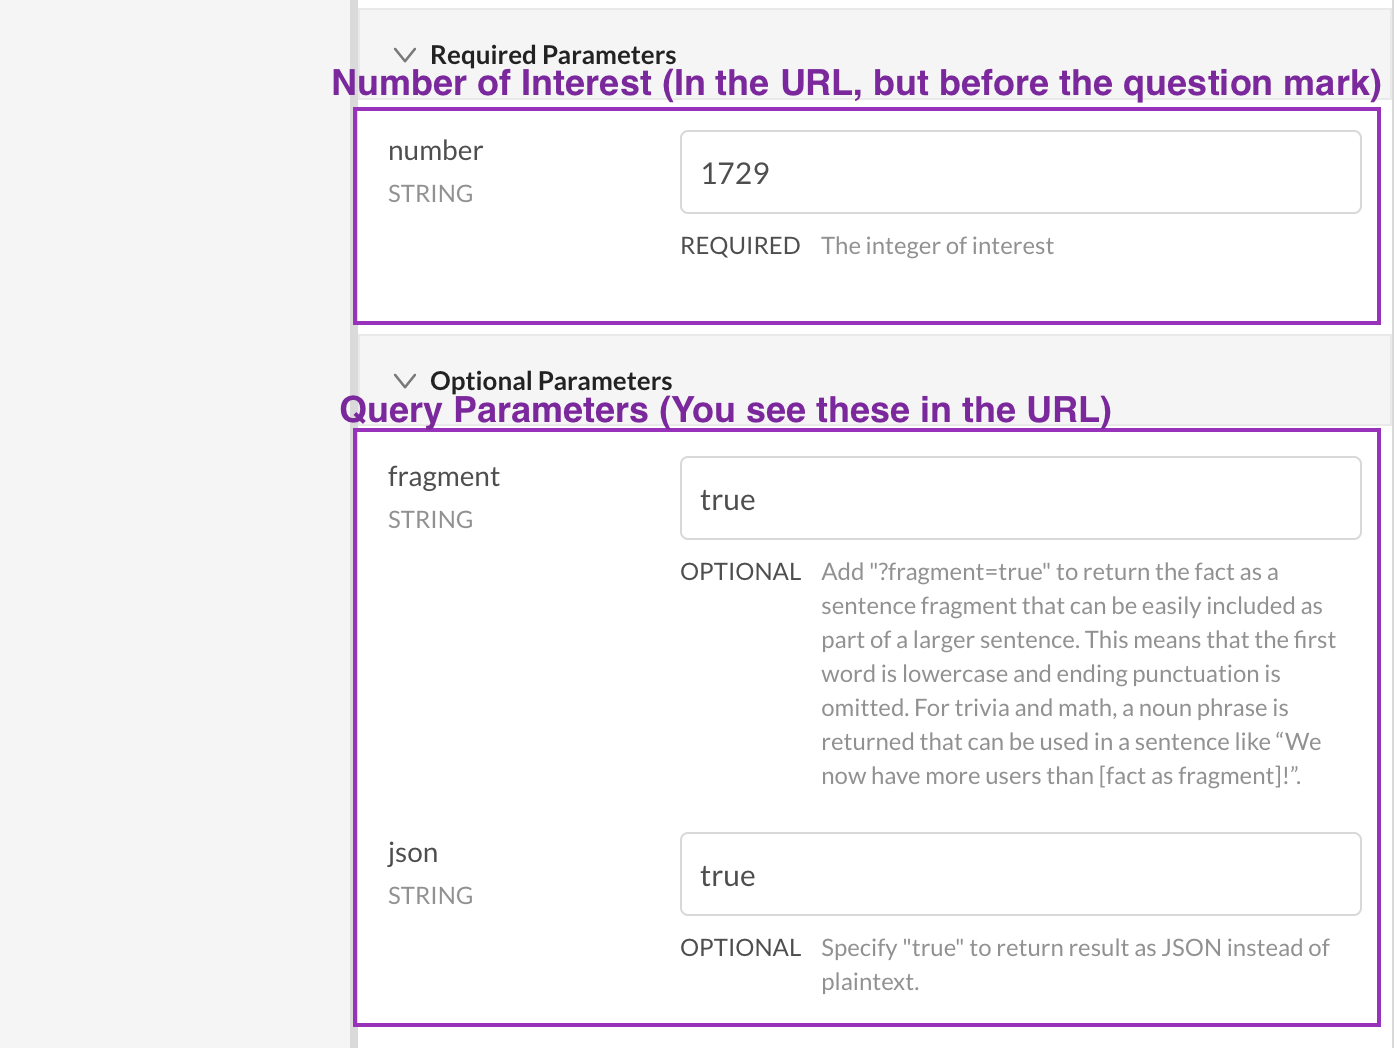 Required Parameters
Number of Interest (In the URL, but before the question mark)
number
1729
STRING
REQUIRED The integer of interest
Optional Parameters
Query Parameters (You see these in the URL)
fragment
true
STRING
OPTIONAL Add "?fragment=true" to return the fact as a
sentence fragment that can be easily included as
part of a larger sentence. This means that the first
word is lowercase and ending punctuation is
omitted. For trivia and math, a noun phrase is
returned that can be used in a sentence like “We
now have more users than [fact as fragment]!”.
json
true
STRING
OPTIONAL Specify "true" to return result as JSON instead of
plaintext.